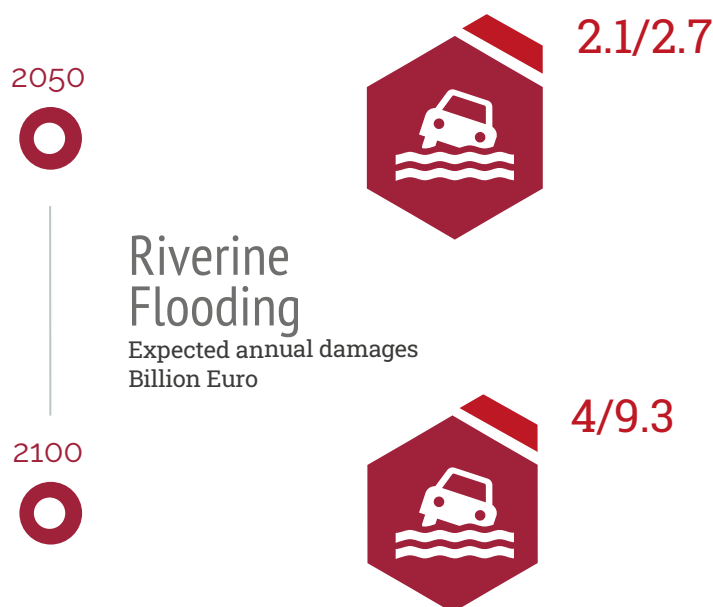 2050
2.1/2.7
Riverine
Flooding
Expected annual damages
Billion Euro
2100
4/9.3